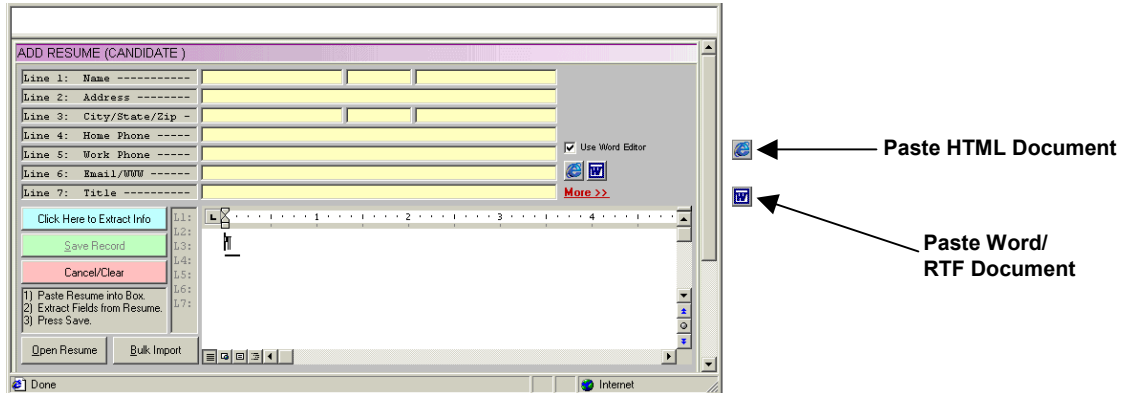 ADD RESUME (CANDIDATE )
Line 1: Name -----------
Line 2: Address --------
Line 3: City/State/Zip -
Line 4: Home Phone -----
Line 5: Work Phone -----
Use Word Editor
Line 6: Email/WWW ------
Line 7: Title ----------
More >>
Paste HTML Document
Paste Word/
RTF Document
Click Here to Extract Info
Save Record
Cancel/Clear
1) Paste Resume into Box.
2) Extract Fields from Resume.
3) Press Save.
Open Resume Bulk Import
L1:
L2:
L3:
L4:
L5:
L6:
L7:
1 2 3 4
¶
Done Internet